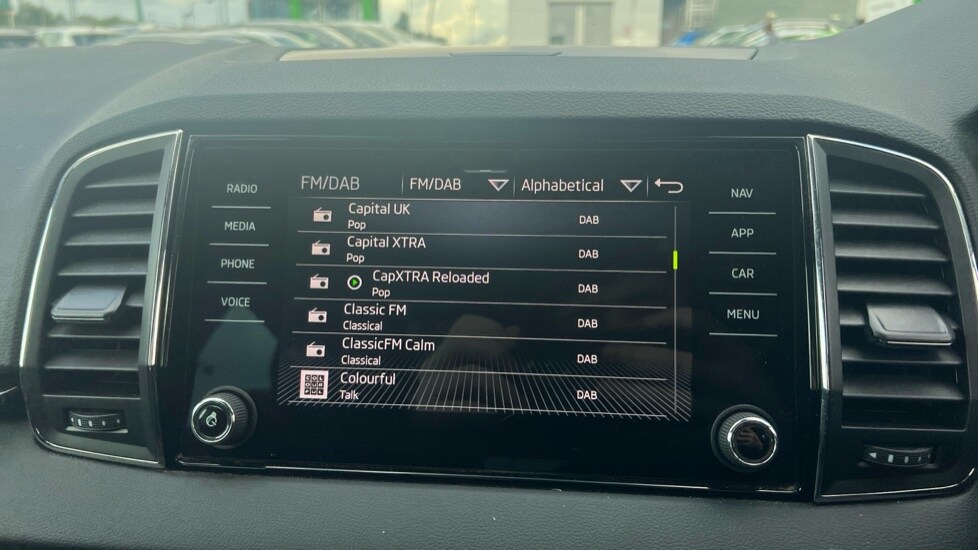 FM/DAB FM/DAB Alphabetical
RADIO
MEDIA
PHONE
VOICE
Capital UK
Pop DAB
Capital XTRA
Pop DAB
CapXTRA Reloaded
Pop DAB
Classic FM
Classical DAB
ClassicFM Calm
Classical DAB
Colourful
Talk DAB
NAV
APP
CAR
MENU